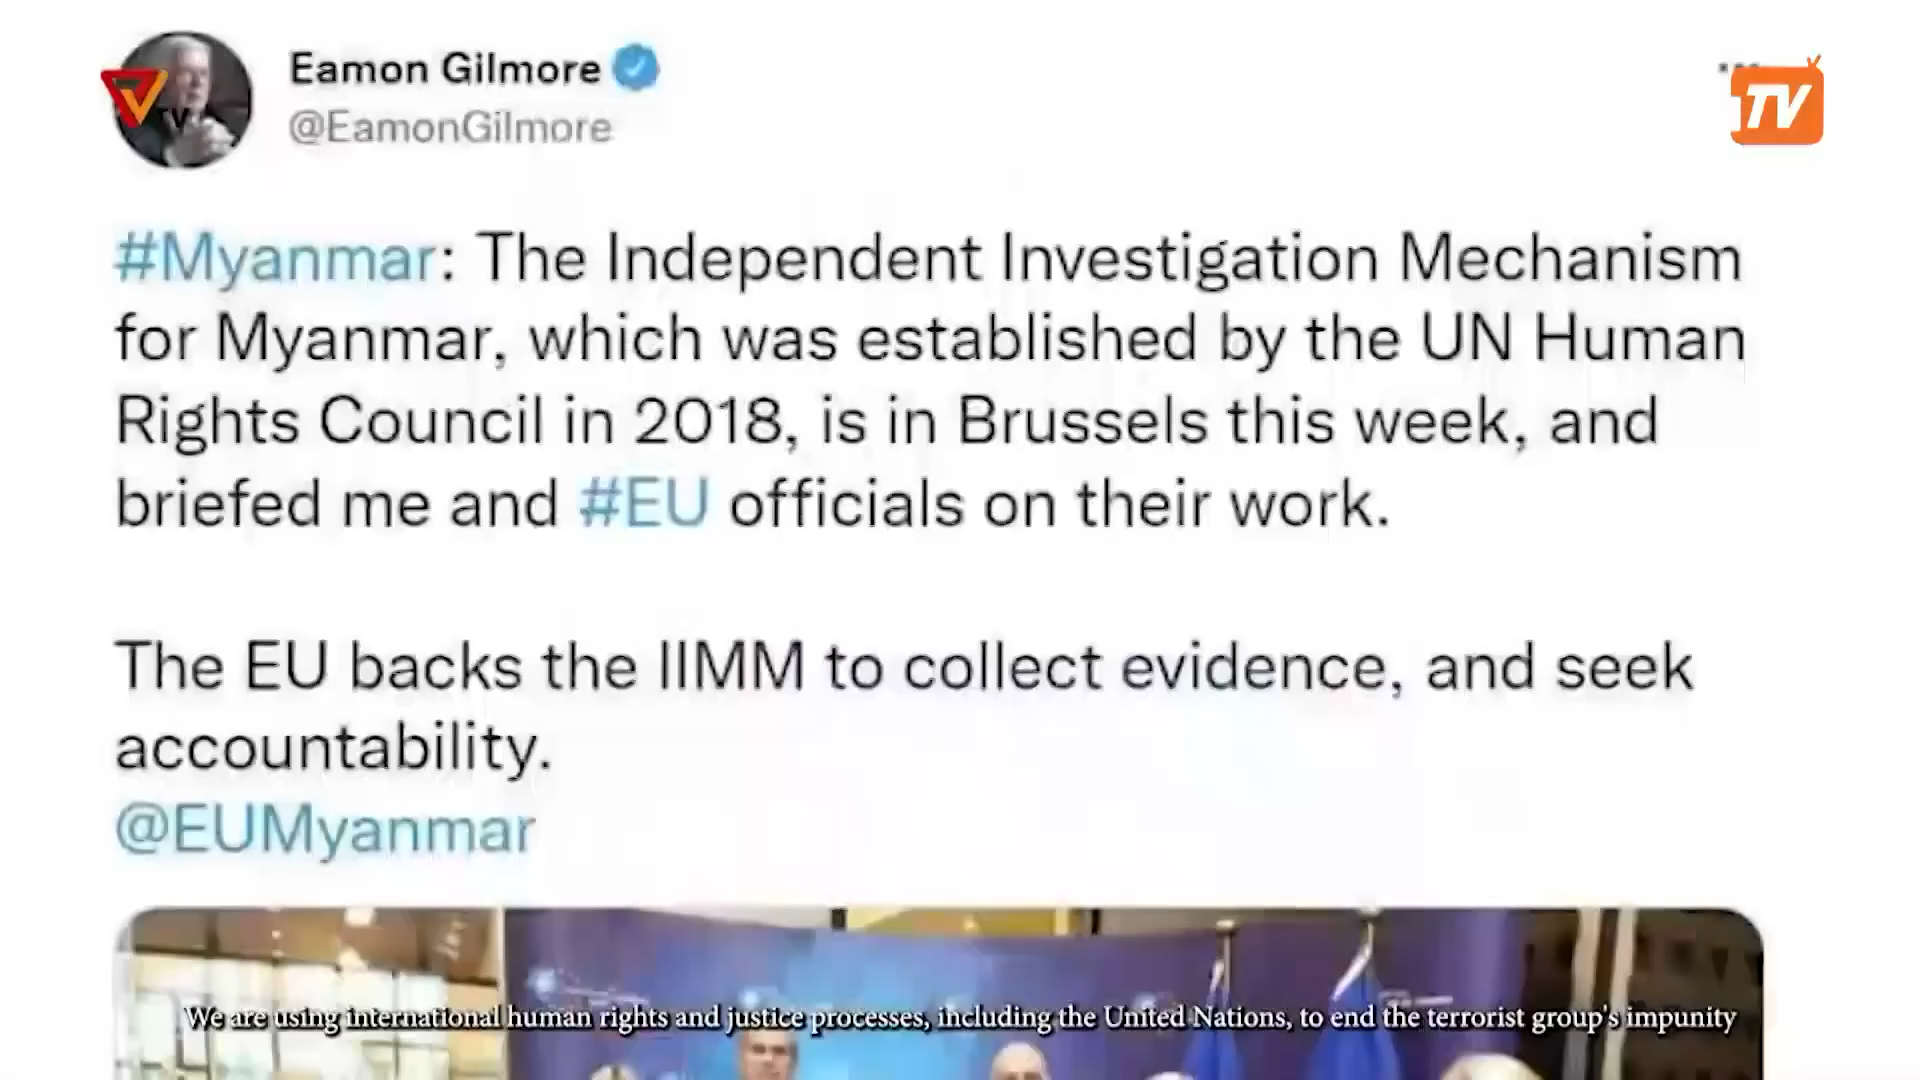 Eamon Gilmore
@EamonGilmore
TV
TV
#Myanmar: The Independent Investigation Mechanism
for Myanmar, which was established by the UN Human
Rights Council in 2018, is in Brussels this week, and
briefed me and #EU officials on their work.
The EU backs the IIMM to collect evidence, and seek
accountability.
@EUMyanmar
We are using international human rights and justice processes, including the United Nations, to end the terrorist group's impunity